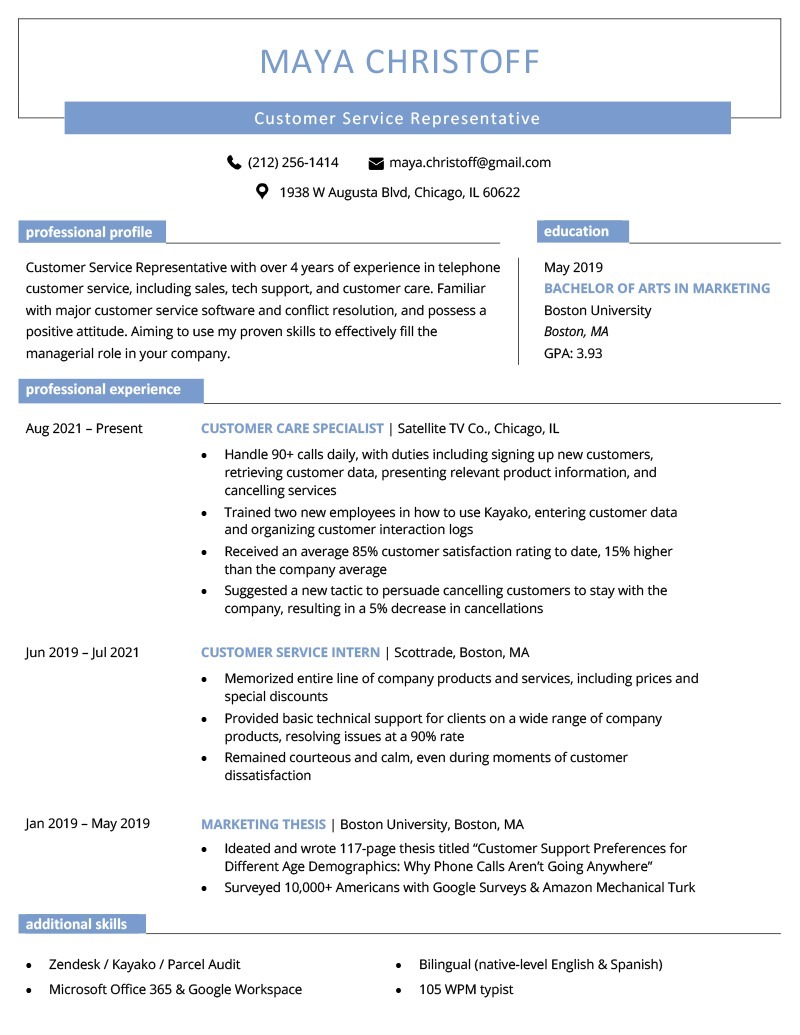 MAYA CHRISTOFF
Customer Service Representative
(212) 256-1414 maya.christoff@gmail.com
1938 W Augusta Blvd, Chicago, IL 60622
professional profile
Customer Service Representative with over 4 years of experience in telephone
customer service, including sales, tech support, and customer care. Familiar
with major customer service software and conflict resolution, and possess a
positive attitude. Aiming to use my proven skills to effectively fill the
managerial role in your company.
education
May 2019
BACHELOR OF ARTS IN MARKETING
Boston University
Boston, MA
GPA: 3.93
professional experience
Aug 2021 – Present CUSTOMER CARE SPECIALIST | Satellite TV Co., Chicago, IL
• Handle 90+ calls daily, with duties including signing up new customers,
retrieving customer data, presenting relevant product information, and
cancelling services
• Trained two new employees in how to use Kayako, entering customer data
and organizing customer interaction logs
• Received an average 85% customer satisfaction rating to date, 15% higher
than the company average
• Suggested a new tactic to persuade cancelling customers to stay with the
company, resulting in a 5% decrease in cancellations
Jun 2019 – Jul 2021 CUSTOMER SERVICE INTERN | Scottrade, Boston, MA
• Memorized entire line of company products and services, including prices and
special discounts
• Provided basic technical support for clients on a wide range of company
products, resolving issues at a 90% rate
• Remained courteous and calm, even during moments of customer
dissatisfaction
Jan 2019 – May 2019 MARKETING THESIS | Boston University, Boston, MA
• Ideated and wrote 117-page thesis titled “Customer Support Preferences for
Different Age Demographics: Why Phone Calls Aren’t Going Anywhere”
• Surveyed 10,000+ Americans with Google Surveys & Amazon Mechanical Turk
additional skills
• Zendesk / Kayako / Parcel Audit
• Microsoft Office 365 & Google Workspace
• Bilingual (native-level English & Spanish)
• 105 WPM typist